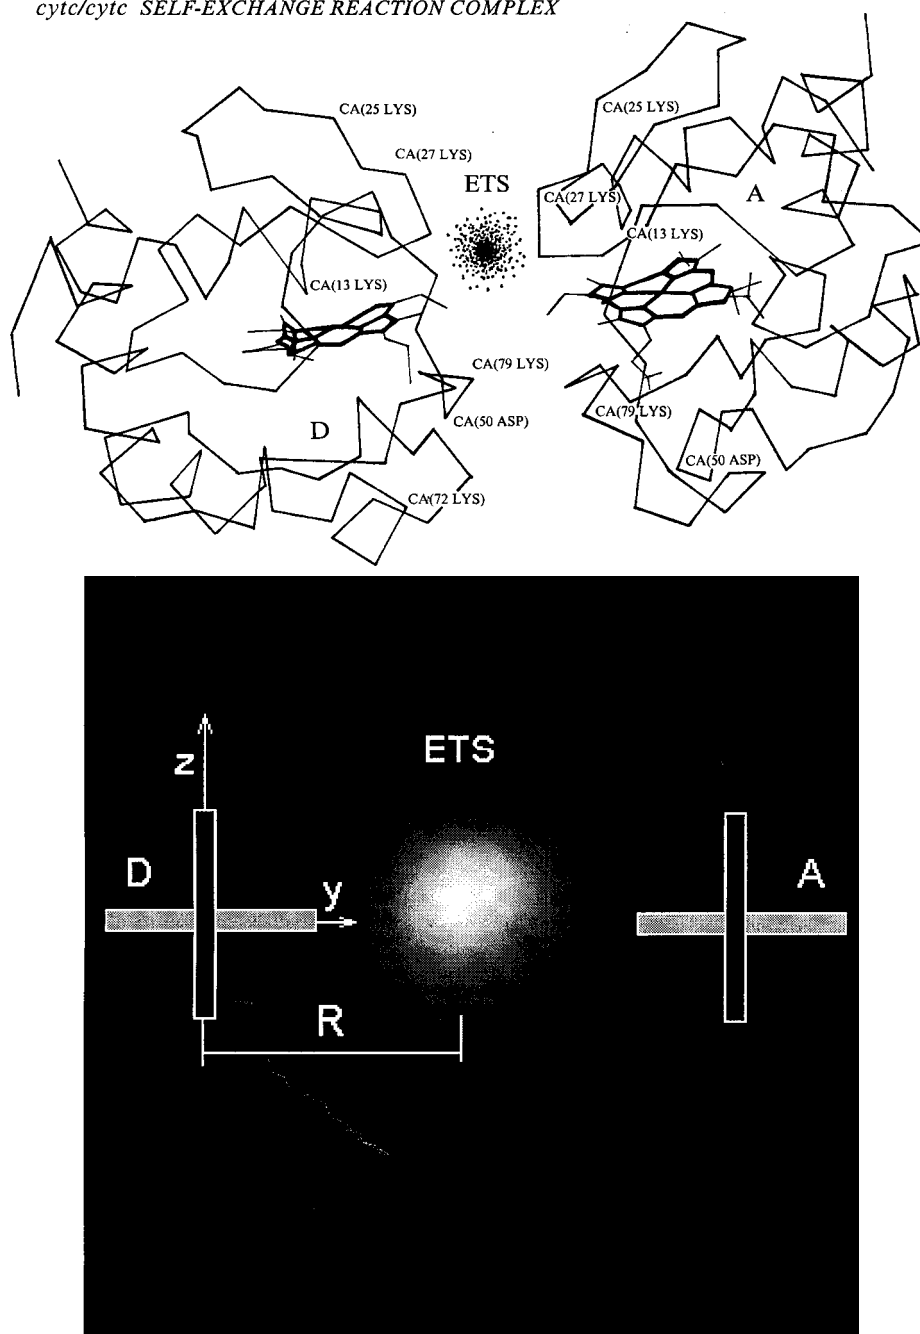 cytc/cytc SELF-EXCHANGE REACTION COMPLEX
CA(25 LYS)
CA(25 LYS)
CA(27 LYS)
ETS
CA(27 LYS)
A
CA(13 LYS)
CA(13 LYS)
CA(79 LYS)
CA(79 LYS)
CA(50 ASP)
D
CA(50 ASP)
CA(72 LYS)
ETS
z
D
A
y
R